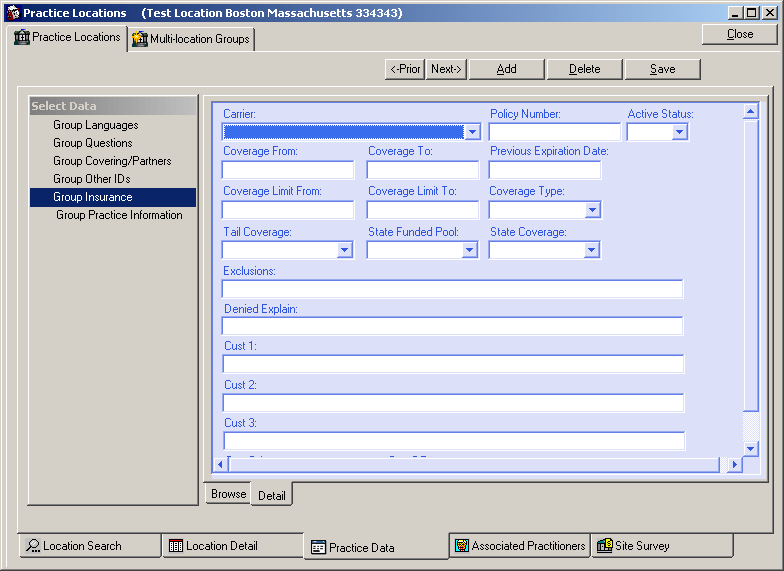 Practice Locations (Test Location Boston Massachusetts 334343)
Practice Locations Multi-location Groups Close
<-Prior Next-> Add Delete Save
Select Data
Group Languages
Group Questions
Group Covering/Partners
Group Other IDs
Group Insurance
Group Practice Information
Carrier: Policy Number: Active Status:
Coverage From: Coverage To: Previous Expiration Date:
Coverage Limit From: Coverage Limit To: Coverage Type:
Tail Coverage: State Funded Pool: State Coverage:
Exclusions:
Denied Explain:
Cust 1:
Cust 2:
Cust 3:
Browse Detail
Location Search Location Detail Practice Data Associated Practitioners Site Survey